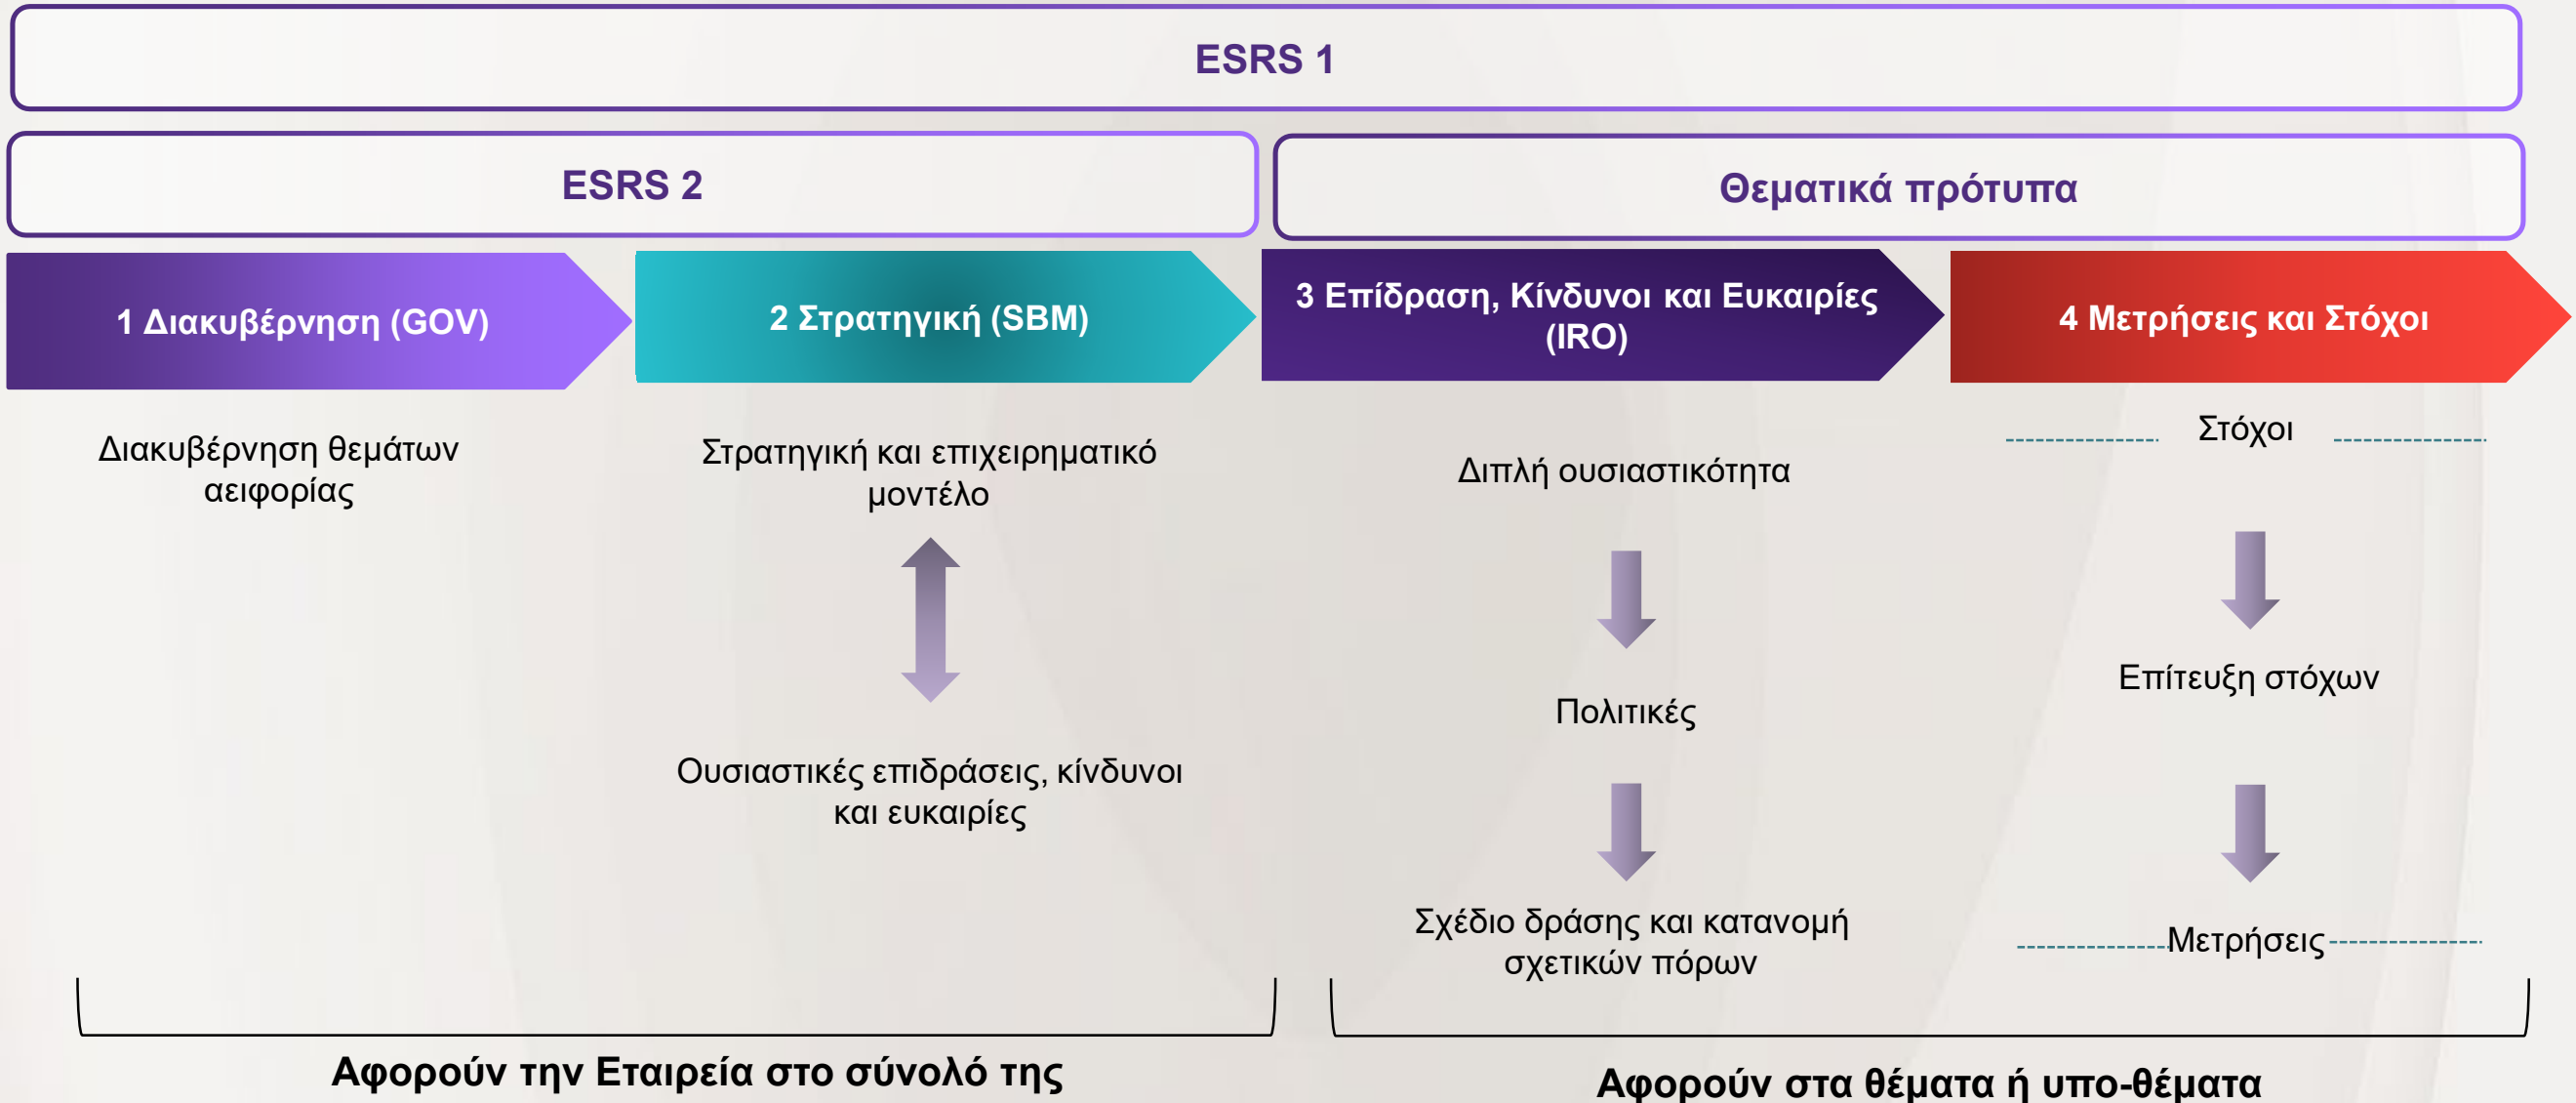 ESRS 1
ESRS 2
Θεματικά πρότυπα
1 Διακυβέρνηση (GOV)
2 Στρατηγική (SBM)
3 Επίδραση, Κίνδυνοι και Ευκαιρίες
(IRO)
4 Μετρήσεις και Στόχοι
Διακυβέρνηση θεμάτων
αειφορίας
Στρατηγική και επιχειρηματικό
μοντέλο
Ουσιαστικές επιδράσεις, κίνδυνοι
και ευκαιρίες
Διπλή ουσιαστικότητα
Πολιτικές
Σχέδιο δράσης και κατανομή
σχετικών πόρων
Στόχοι
Επίτευξη στόχων
Μετρήσεις
Αφορούν την Εταιρεία στο σύνολό της
Αφορούν στα θέματα ή υπο-θέματα